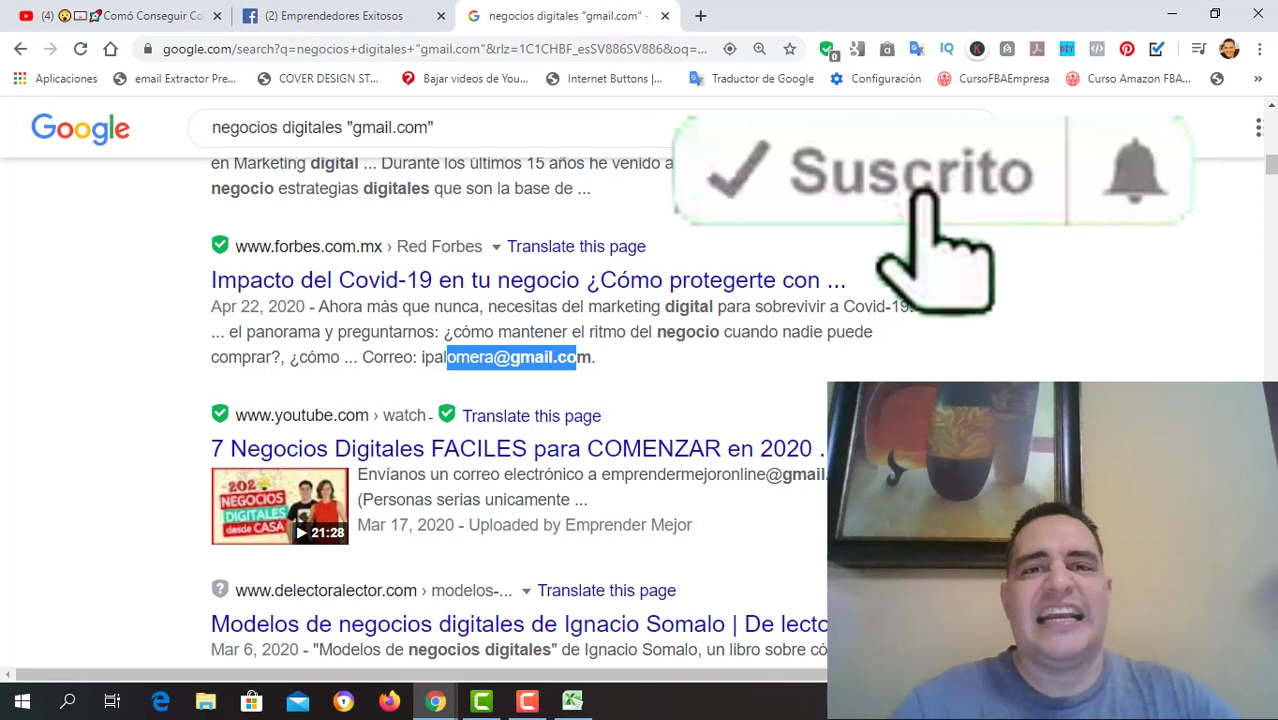 (4) 😮🚀Comó Conseguir Co
(2) Emprendedores Exitosos
negocios digitales "gmail.com" -
google.com/search?q=negocios+digitales+"gmail.com"&rlz=1C1CHBF_esSV886SV886&oq=...
Aplicaciones
email Extractor Pre...
COVER DESIGN ST...
Bajar videos de You...
Internet Buttons |...
Traductor de Google
Configuración
CursoFBAEmpresa
Curso Amazon FBA...
Google
negocios digitales "gmail.com"
Suscrito
en Marketing digital ... Durante los últimos 15 años he venido a
negocio estrategias digitales que son la base de ...
www.forbes.com.mx › Red Forbes Translate this page
Impacto del Covid-19 en tu negocio ¿Cómo protegerte con ...
Apr 22, 2020 - Ahora más que nunca, necesitas del marketing digital para sobrevivir a Covid-19.
... el panorama y preguntarnos: ¿cómo mantener el ritmo del negocio cuando nadie puede
comprar?, ¿cómo ... Correo: ipalomera@gmail.com.
www.youtube.com › watch - Translate this page
7 Negocios Digitales FACILES para COMENZAR en 2020 .
Envíanos un correo electrónico a emprendermejoronline@gmail.
(Personas serias unicamente ...
Mar 17, 2020 - Uploaded by Emprender Mejor
202
NEGOCIOS
DIGITALES
desde CASA
21:28
www.delectoralector.com › modelos-... Translate this page
Modelos de negocios digitales de Ignacio Somalo | De lecto
Mar 6, 2020 - "Modelos de negocios digitales" de Ignacio Somalo, un libro sobre có